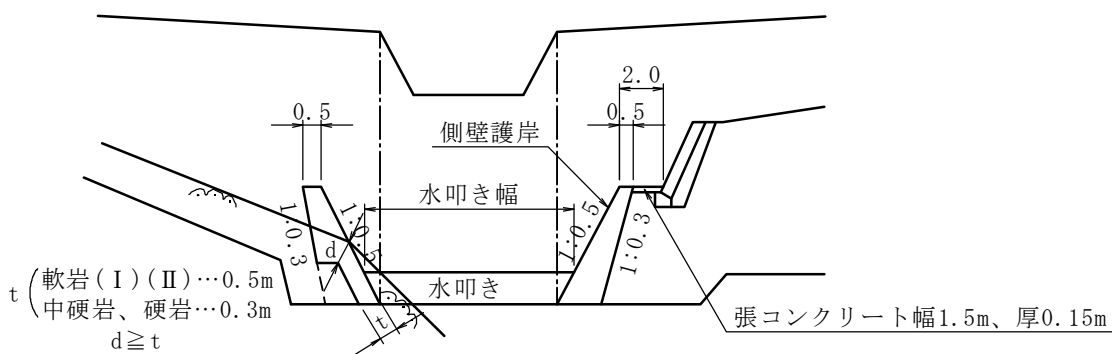 2.0
0.5
0.5
側壁護岸
水叩き幅
1:0.3
1:0.5
1:0.5
1:0.3
d
水叩き
t
t
軟岩(Ⅰ)(Ⅱ)…0.5m
中硬岩、硬岩…0.3m
d≧t
張コンクリート幅1.5m、厚0.15m